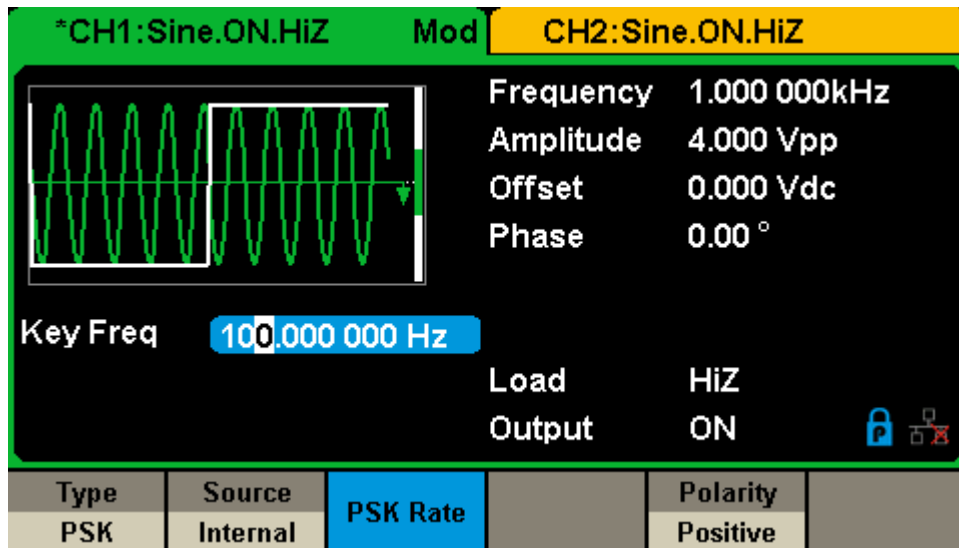 *CH1:Sine.ON.HiZ Mod CH2:Sine.ON.HiZ
Frequency 1.000 000kHz
Amplitude 4.000 Vpp
Offset 0.000 Vdc
Phase 0.00 °
Key Freq 100.000 000 Hz
Load HiZ
Output ON P
Type Source PSK Rate Polarity
PSK Internal Positive